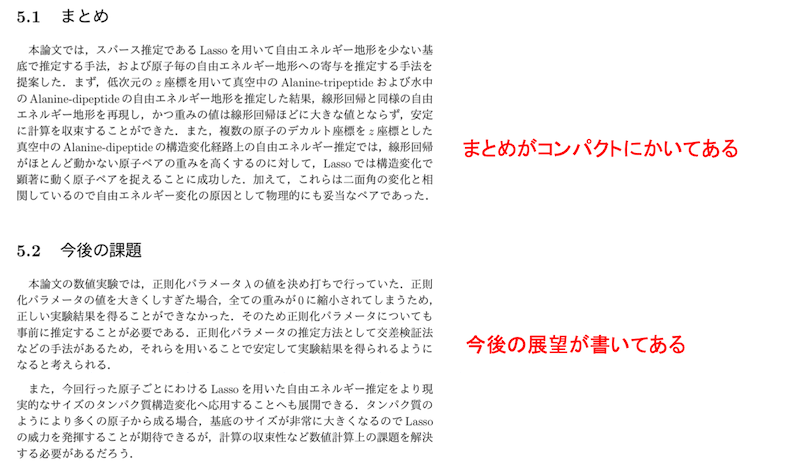 5.1 まとめ
本論文では，スパース推定である Lasso を用いて自由エネルギー地形を少ない基
底で推定する手法，および原子毎の自由エネルギー地形への寄与を推定する手法を
提案した．まず，低次元の z 座標を用いて真空中の Alanine-tripeptide および水中
の Alanine-dipeptide の自由エネルギー地形を推定した結果，線形回帰と同様の自由
エネルギー地形を再現し，かつ重みの値は線形回帰ほどに大きな値とならず，安定
に計算を収束することができた．また，複数の原子のデカルト座標を z 座標とした
真空中の Alanine-dipeptide の構造変化経路上の自由エネルギー推定では，線形回帰
がほとんど動かない原子ペアの重みを高くするのに対して，Lasso では構造変化で
顕著に動く原子ペアを捉えることに成功した．加えて，これらは二面角の変化と相
関しているので自由エネルギー変化の原因として物理的にも妥当なペアであった．
まとめがコンパクトにかいてある
5.2 今後の課題
本論文の数値実験では，正則化パラメータ λ の値を決め打ちで行っていた．正則
化パラメータの値を大きくしすぎた場合，全ての重みが 0 に縮小されてしまうため，
正しい実験結果を得ることができなかった．そのため正則化パラメータについても
事前に推定することが必要である．正則化パラメータの推定方法として交差検証法
などの手法があるため，それらを用いることで安定して実験結果を得られるように
なると考えられる．
また，今回行った原子ごとにわける Lasso を用いた自由エネルギー推定をより現
実的なサイズのタンパク質構造変化へ応用することへも展開できる．タンパク質の
ようにより多くの原子から成る場合，基底のサイズが非常に大きくなるので Lasso
の威力を発揮することが期待できるが，計算の収束性など数値計算上の課題を解決
する必要があるだろう．
今後の展望が書いてある